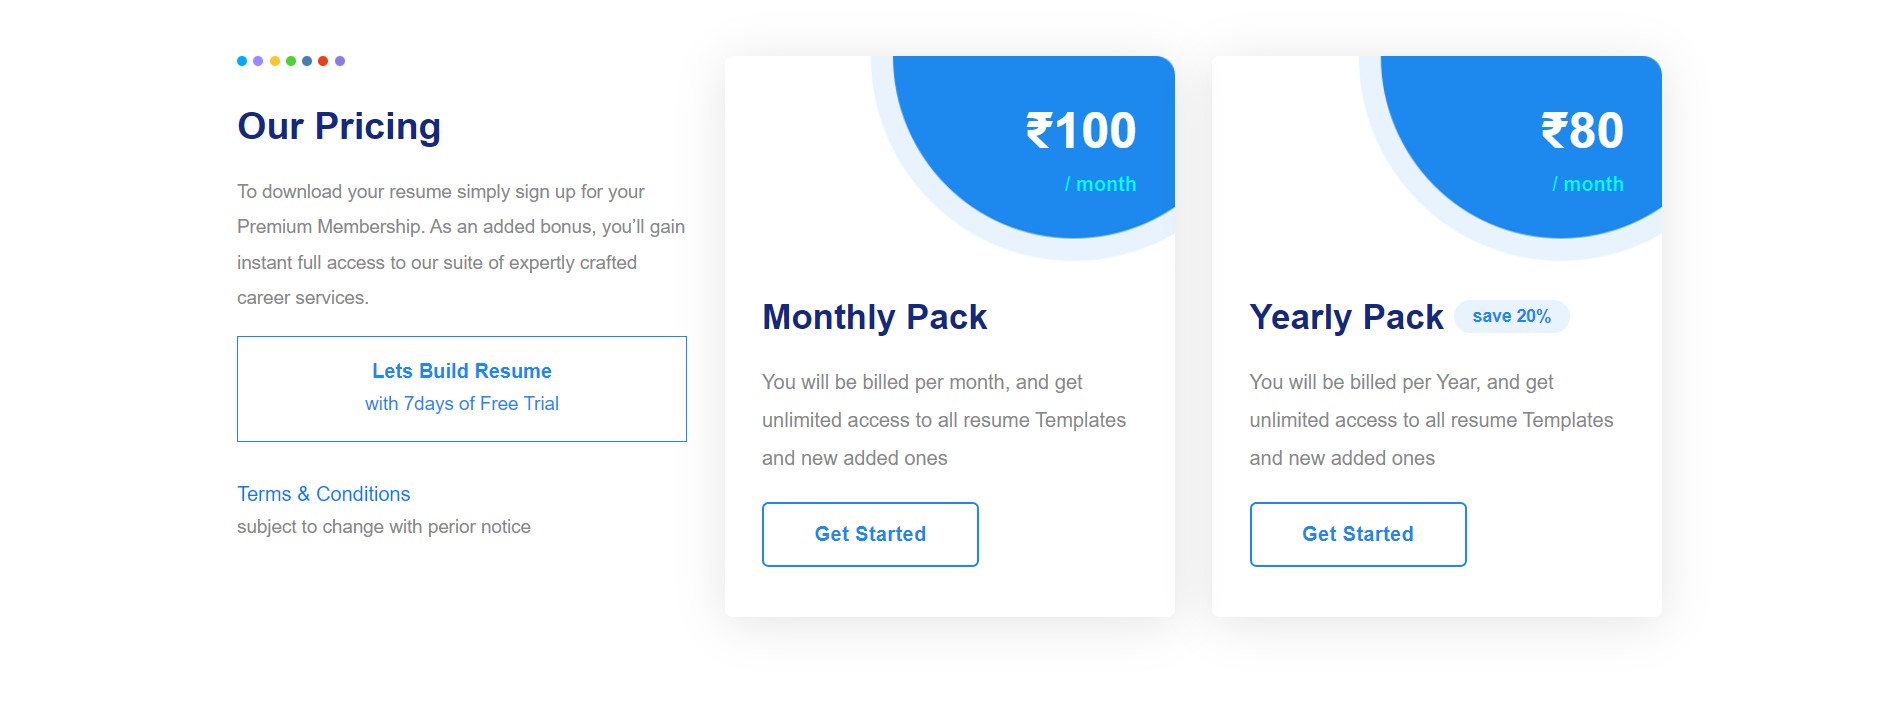 Our Pricing
To download your resume simply sign up for your
Premium Membership. As an added bonus, you’ll gain
instant full access to our suite of expertly crafted
career services.
Lets Build Resume
with 7days of Free Trial
Terms & Conditions
subject to change with perior notice
₹100
/ month
Monthly Pack
You will be billed per month, and get
unlimited access to all resume Templates
and new added ones
Get Started
₹80
/ month
Yearly Pack save 20%
You will be billed per Year, and get
unlimited access to all resume Templates
and new added ones
Get Started